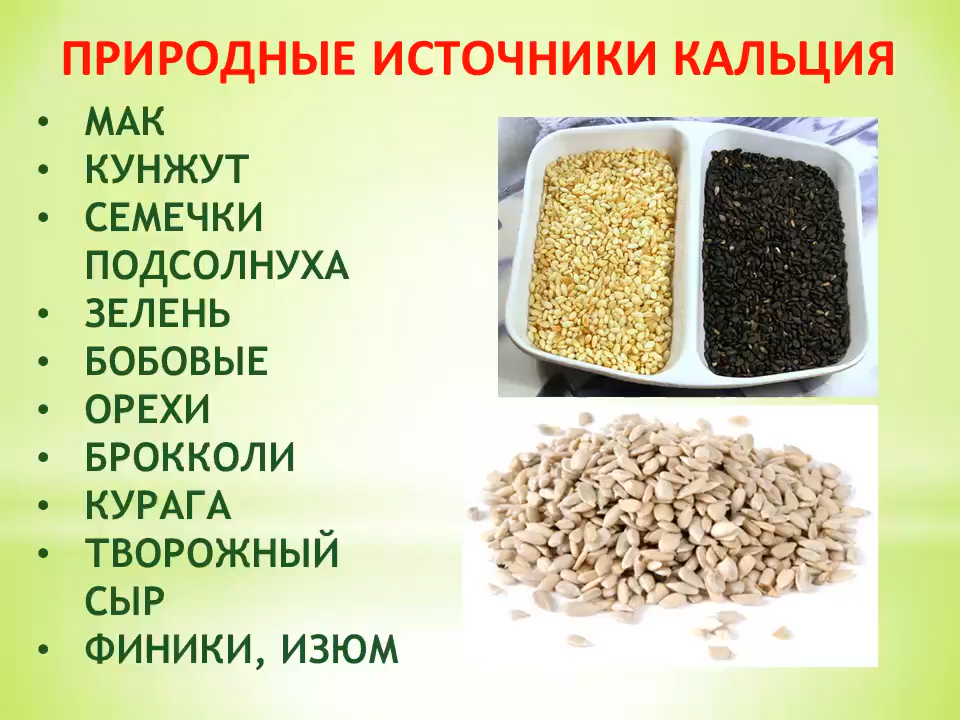 ПРИРОДНЫЕ ИСТОЧНИКИ КАЛЬЦИЯ
• МАК
• КУНЖУТ
• СЕМЕЧКИ
ПОДСОЛНУХА
• ЗЕЛЕНЬ
• БОБОВЫЕ
• ОРЕХИ
• БРОККОЛИ
• КУРАГА
• ТВОРОЖНЫЙ
СЫР
• ФИНИКИ, ИЗЮМ